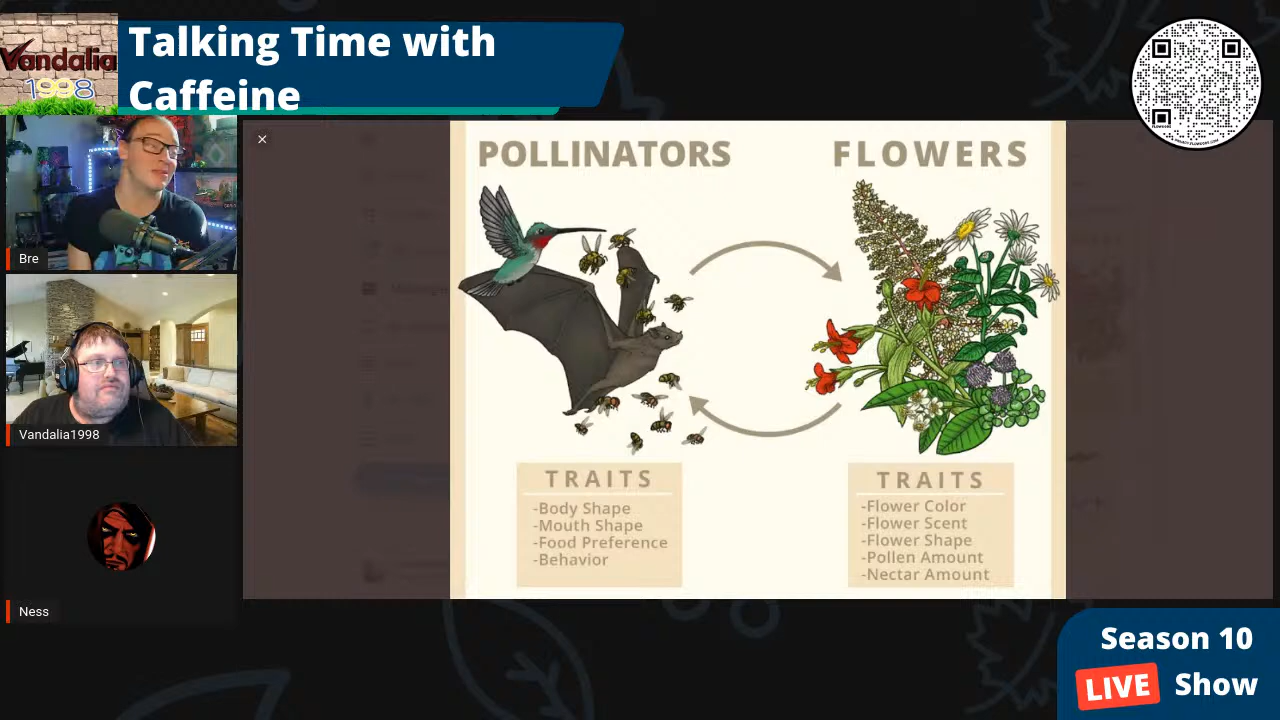 Vandalia
1998
Talking Time with
Caffeine
POLLINATORS
FLOWERS
TRAITS
-Body Shape
-Mouth Shape
-Food Preference
-Behavior
TRAITS
-Flower Color
-Flower Scent
-Flower Shape
-Pollen Amount
-Nectar Amount
Bre
Vandalia1998
Ness
Season 10
LIVE Show